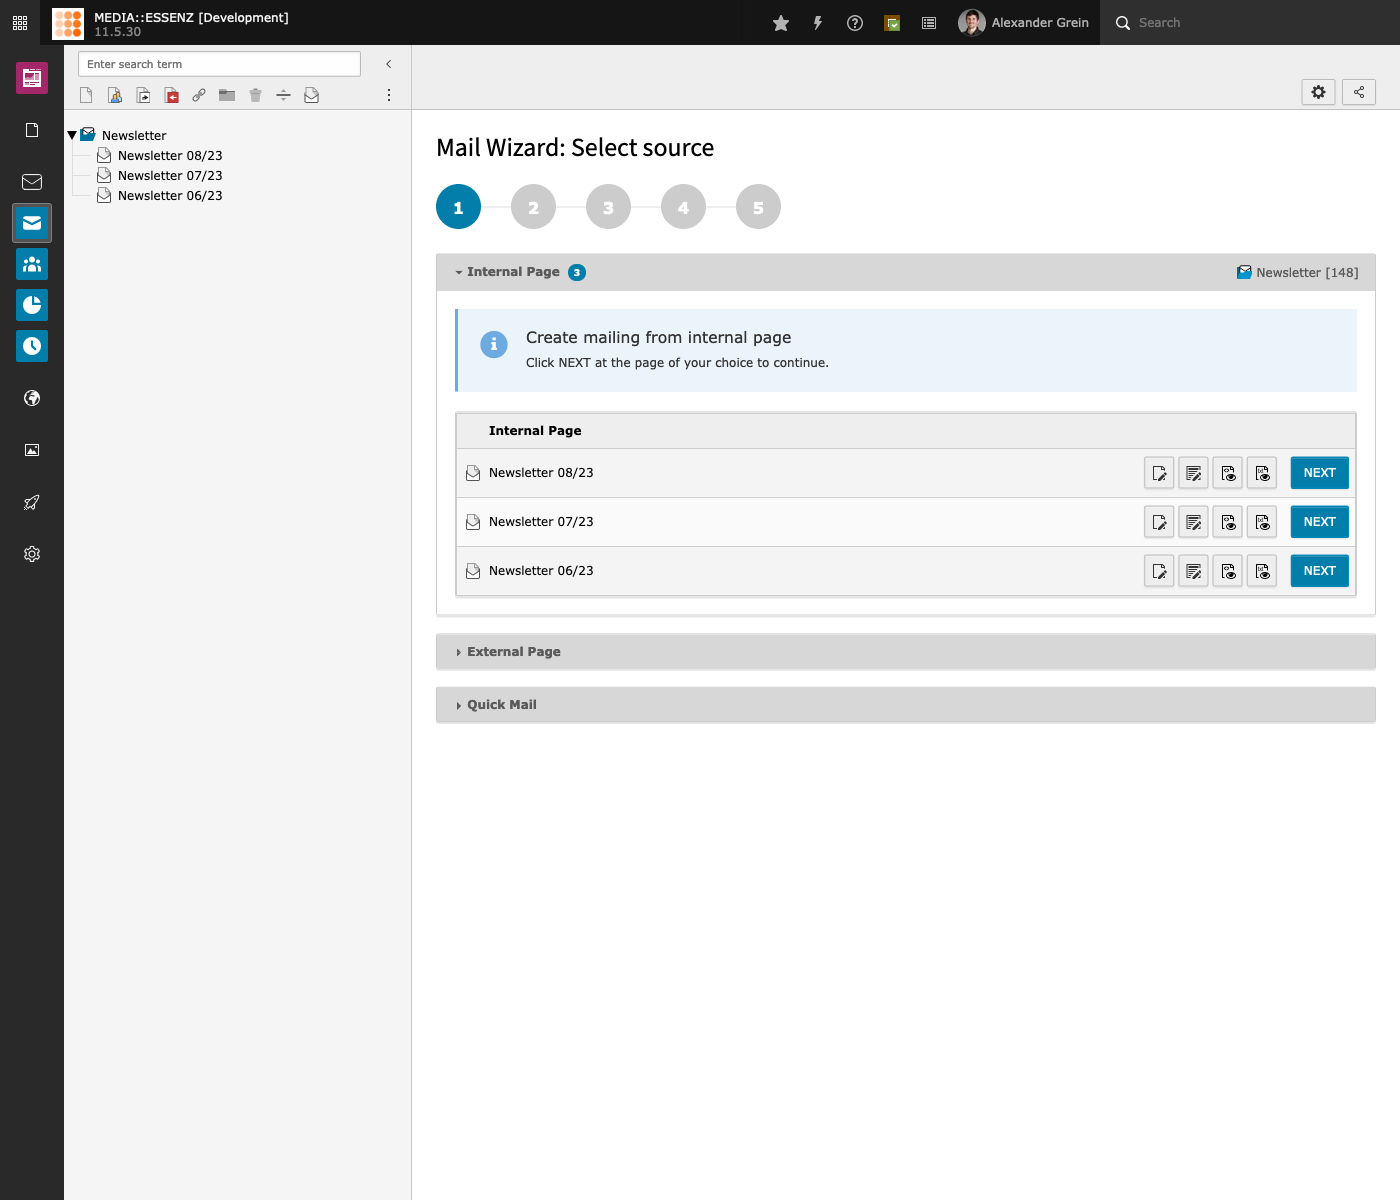 MEDIA::ESSENZ [Development]
11.5.30
Alexander Grein
Search
Enter search term
Newsletter
Newsletter 08/23
Newsletter 07/23
Newsletter 06/23
Mail Wizard: Select source
1 2 3 4 5
Internal Page 3 Newsletter [148]
Create mailing from internal page
Click NEXT at the page of your choice to continue.
Internal Page
Newsletter 08/23 NEXT
Newsletter 07/23 NEXT
Newsletter 06/23 NEXT
External Page
Quick Mail